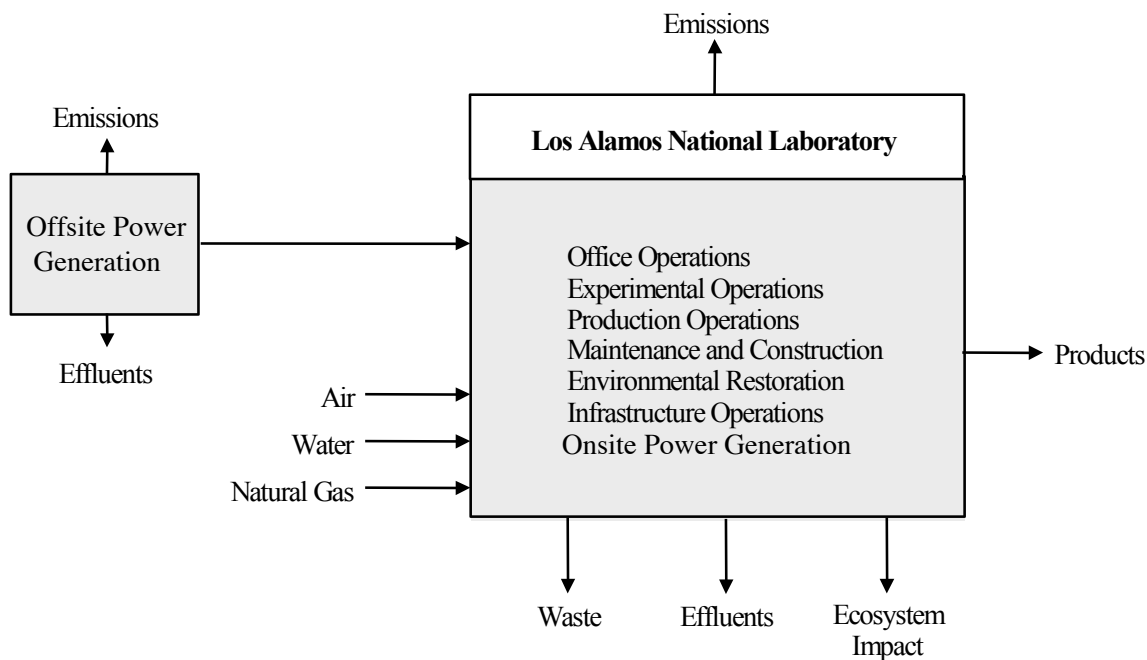 Emissions
Emissions
Los Alamos National Laboratory
Offsite Power
Generation
Effluents
Office Operations
Experimental Operations
Production Operations
Maintenance and Construction
Environmental Restoration
Infrastructure Operations
Onsite Power Generation
Products
Air
Water
Natural Gas
Waste
Effluents
Ecosystem
Impact